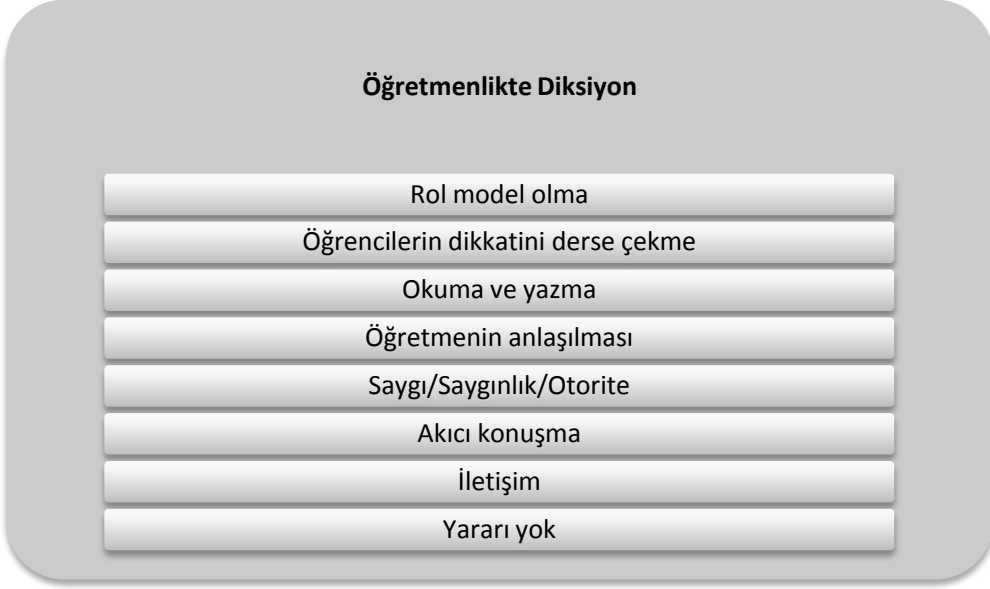 Öğretmenlikte Diksiyon
Rol model olma
Öğrencilerin dikkatini derse çekme
Okuma ve yazma
Öğretmenin anlaşılması
Saygı/Saygınlık/Otorite
Akıcı konuşma
İletişim
Yararı yok